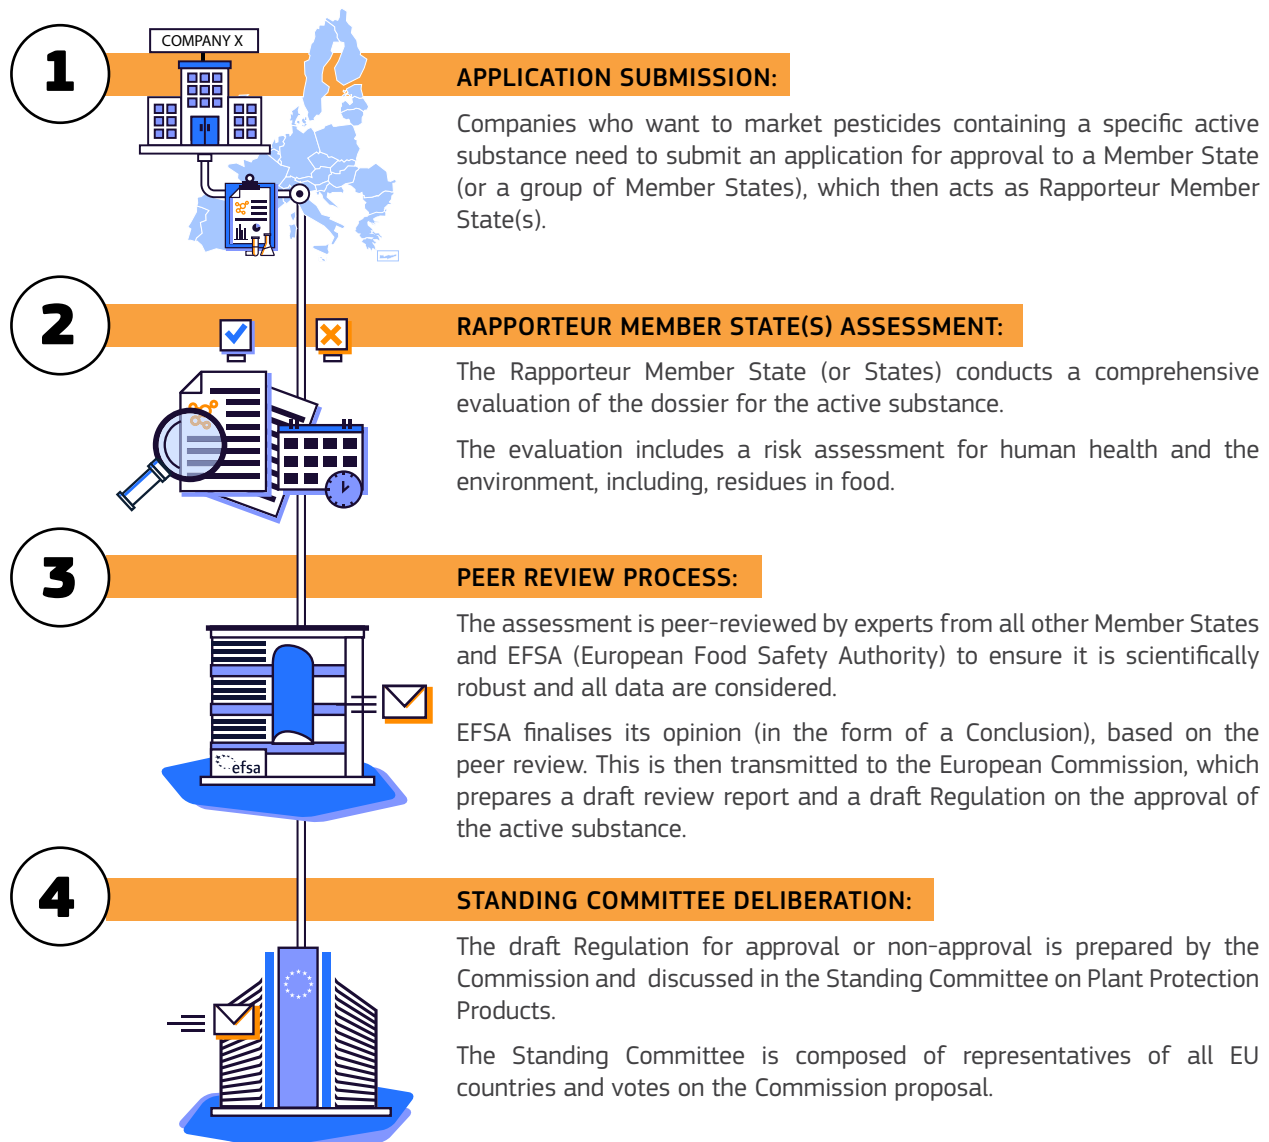 1
COMPANY X
APPLICATION SUBMISSION:
Companies who want to market pesticides containing a specific active
substance need to submit an application for approval to a Member State
(or a group of Member States), which then acts as Rapporteur Member
State(s).
2
RAPPORTEUR MEMBER STATE(S) ASSESSMENT:
The Rapporteur Member State (or States) conducts a comprehensive
evaluation of the dossier for the active substance.
The evaluation includes a risk assessment for human health and the
environment, including, residues in food.
3
PEER REVIEW PROCESS:
The assessment is peer-reviewed by experts from all other Member States
and EFSA (European Food Safety Authority) to ensure it is scientifically
robust and all data are considered.
EFSA finalises its opinion (in the form of a Conclusion), based on the
peer review. This is then transmitted to the European Commission, which
prepares a draft review report and a draft Regulation on the approval of
the active substance.
efsa
4
STANDING COMMITTEE DELIBERATION:
The draft Regulation for approval or non-approval is prepared by the
Commission and discussed in the Standing Committee on Plant Protection
Products.
The Standing Committee is composed of representatives of all EU
countries and votes on the Commission proposal.